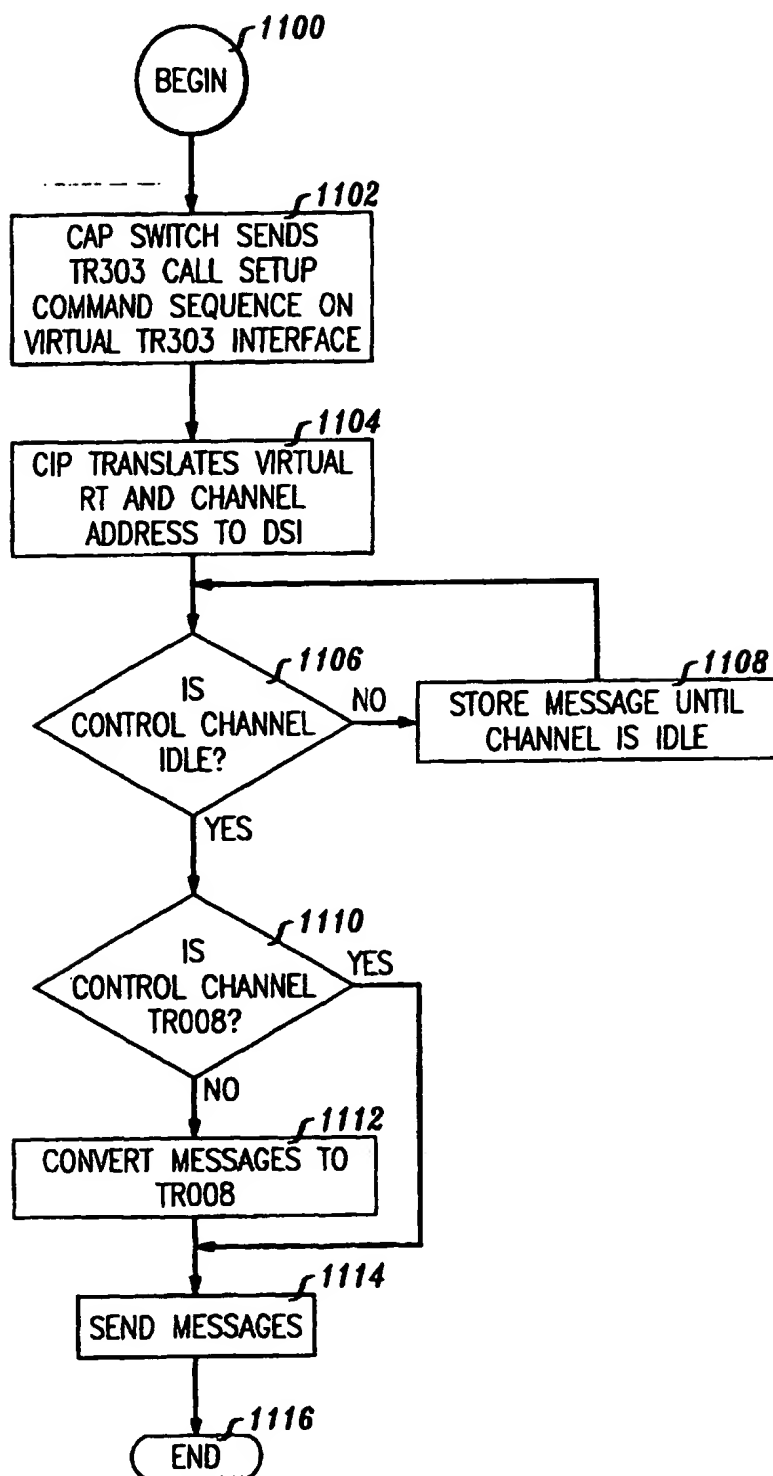 1100
BEGIN
1102
CAP SWITCH SENDS
TR303 CALL SETUP
COMMAND SEQUENCE ON
VIRTUAL TR303 INTERFACE
1104
CIP TRANSLATES VIRTUAL
RT AND CHANNEL
ADDRESS TO DSI
1106
IS
CONTROL CHANNEL
IDLE?
NO
1108
STORE MESSAGE UNTIL
CHANNEL IS IDLE
YES
1110
IS
CONTROL CHANNEL
TR008?
YES
NO
1112
CONVERT MESSAGES TO
TR008
1114
SEND MESSAGES
1116
END